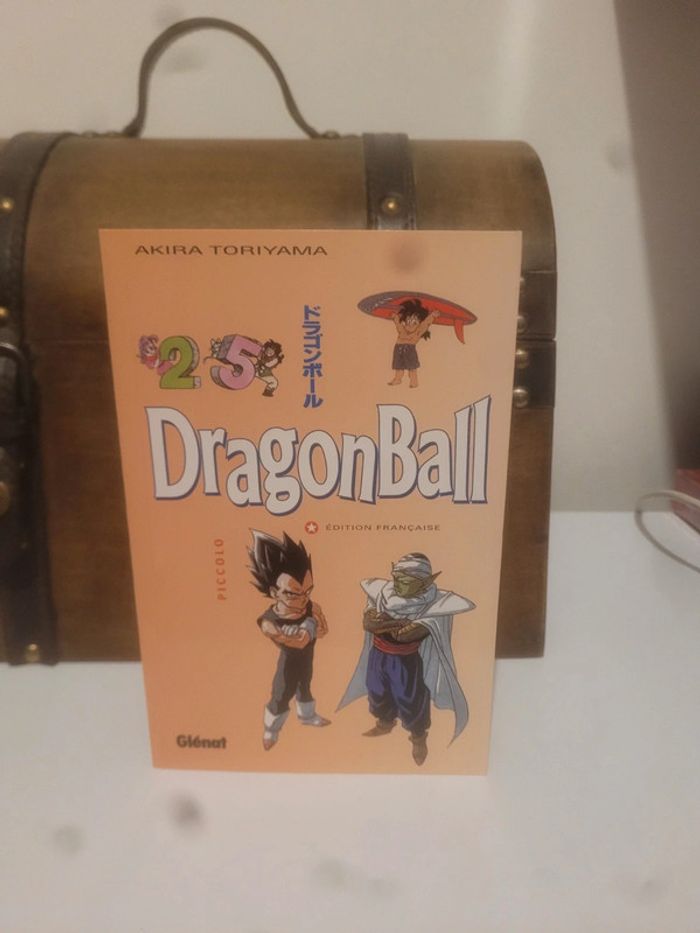 AKIRA TORIYAMA
25
ドラゴンボール
DragonBall
ÉDITION FRANÇAISE
PICCOLO
Glénat